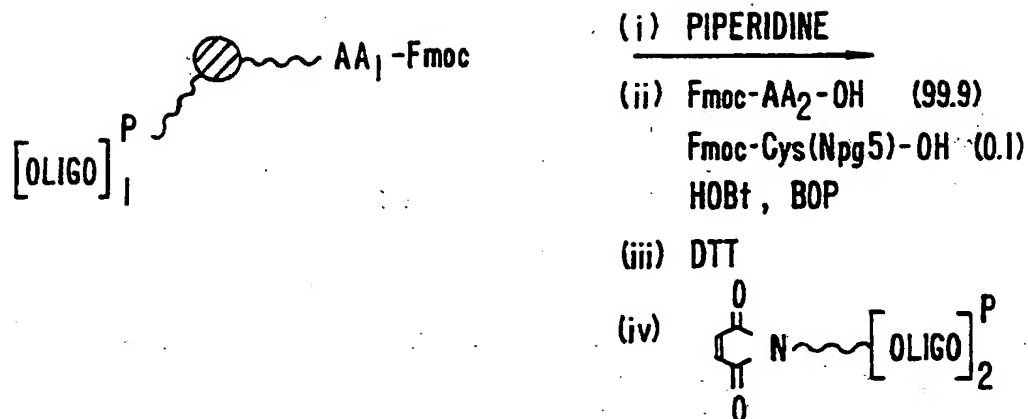 (i) PIPERIDINE
AA1-Fmoc
(ii) Fmoc-AA2-OH (99.9)
P
[OLIGO]1
Fmoc-Cys(Npg5)-OH (0.1)
HOBt, BOP
(iii) DTT
O
(iv) N [OLIGO]2 P
O